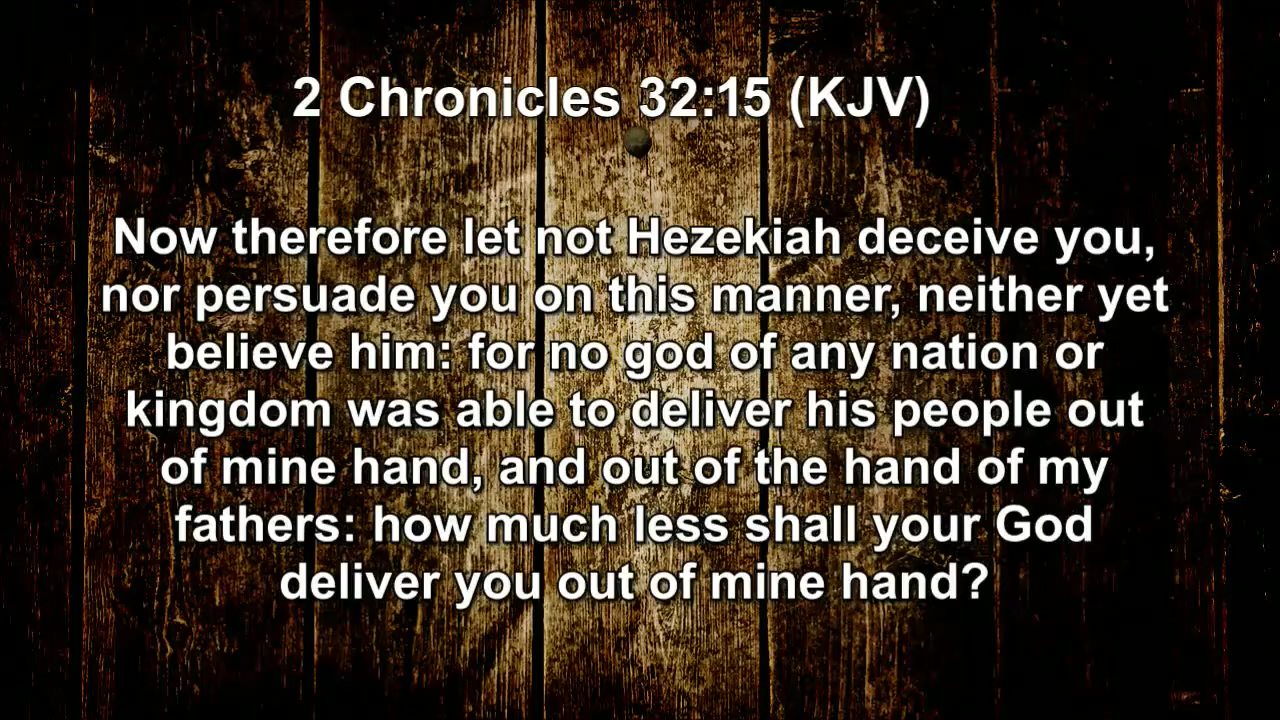 2 Chronicles 32:15 (KJV)
Now therefore let not Hezekiah deceive you,
nor persuade you on this manner, neither yet
believe him: for no god of any nation or
kingdom was able to deliver his people out
of mine hand, and out of the hand of my
fathers: how much less shall your God
deliver you out of mine hand?